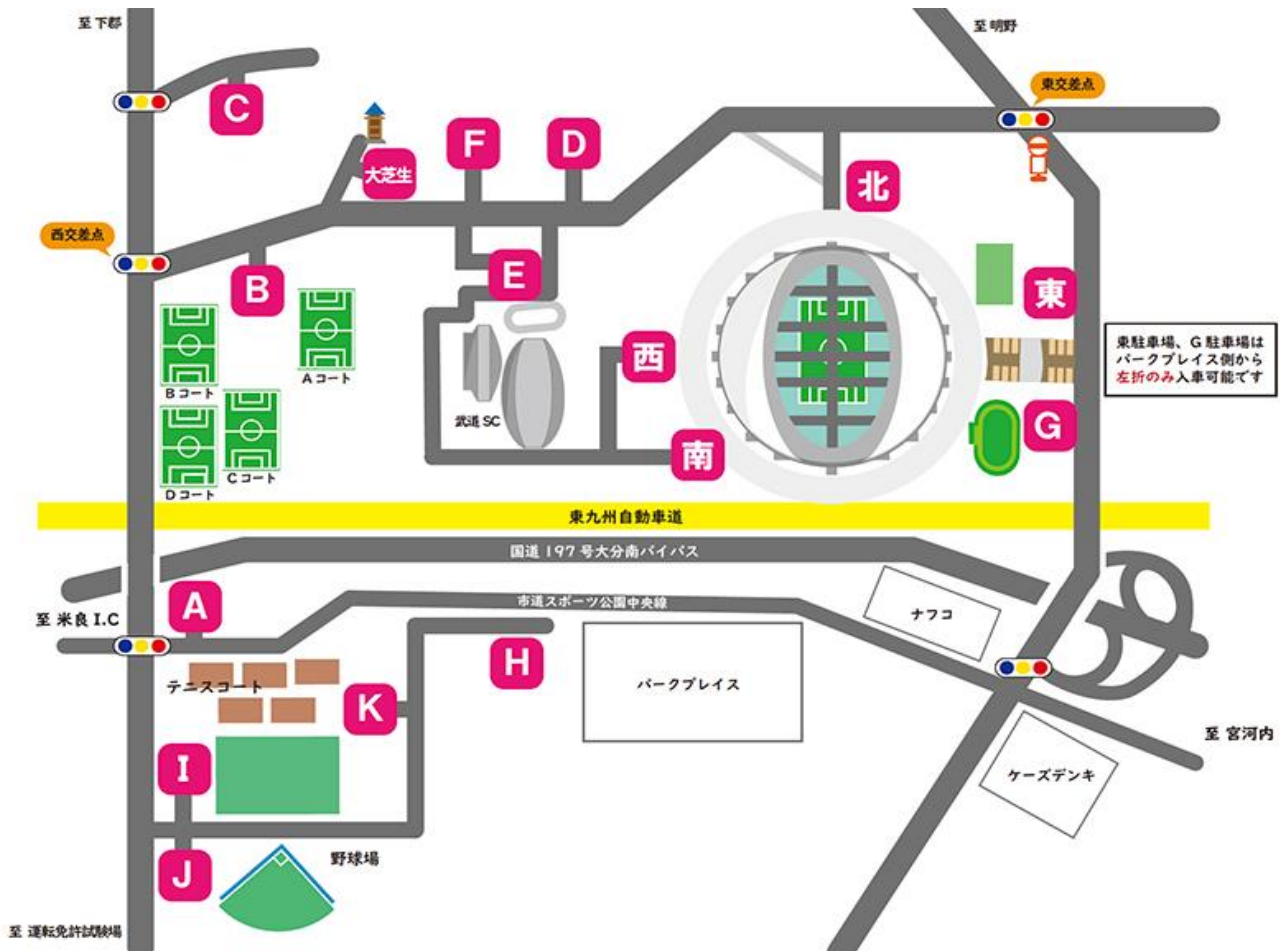 至 下郡
至 明野
東交差点
C
F
D
大芝生
北
西交差点
B
E
東
東駐車場、G 駐車場は
パークプレイス側から
左折のみ入車可能です
西
Aコート
Bコート
武道 SC
G
南
Cコート
Dコート
東九州自動車道
国道 197 号大分南バイパス
A
市道スポーツ公園中央線
至 米良 I.C
ナフコ
H
パークプレイス
テニスコート
K
至 宮河内
I
ケーズデンキ
J
野球場
至 運転免許試験場